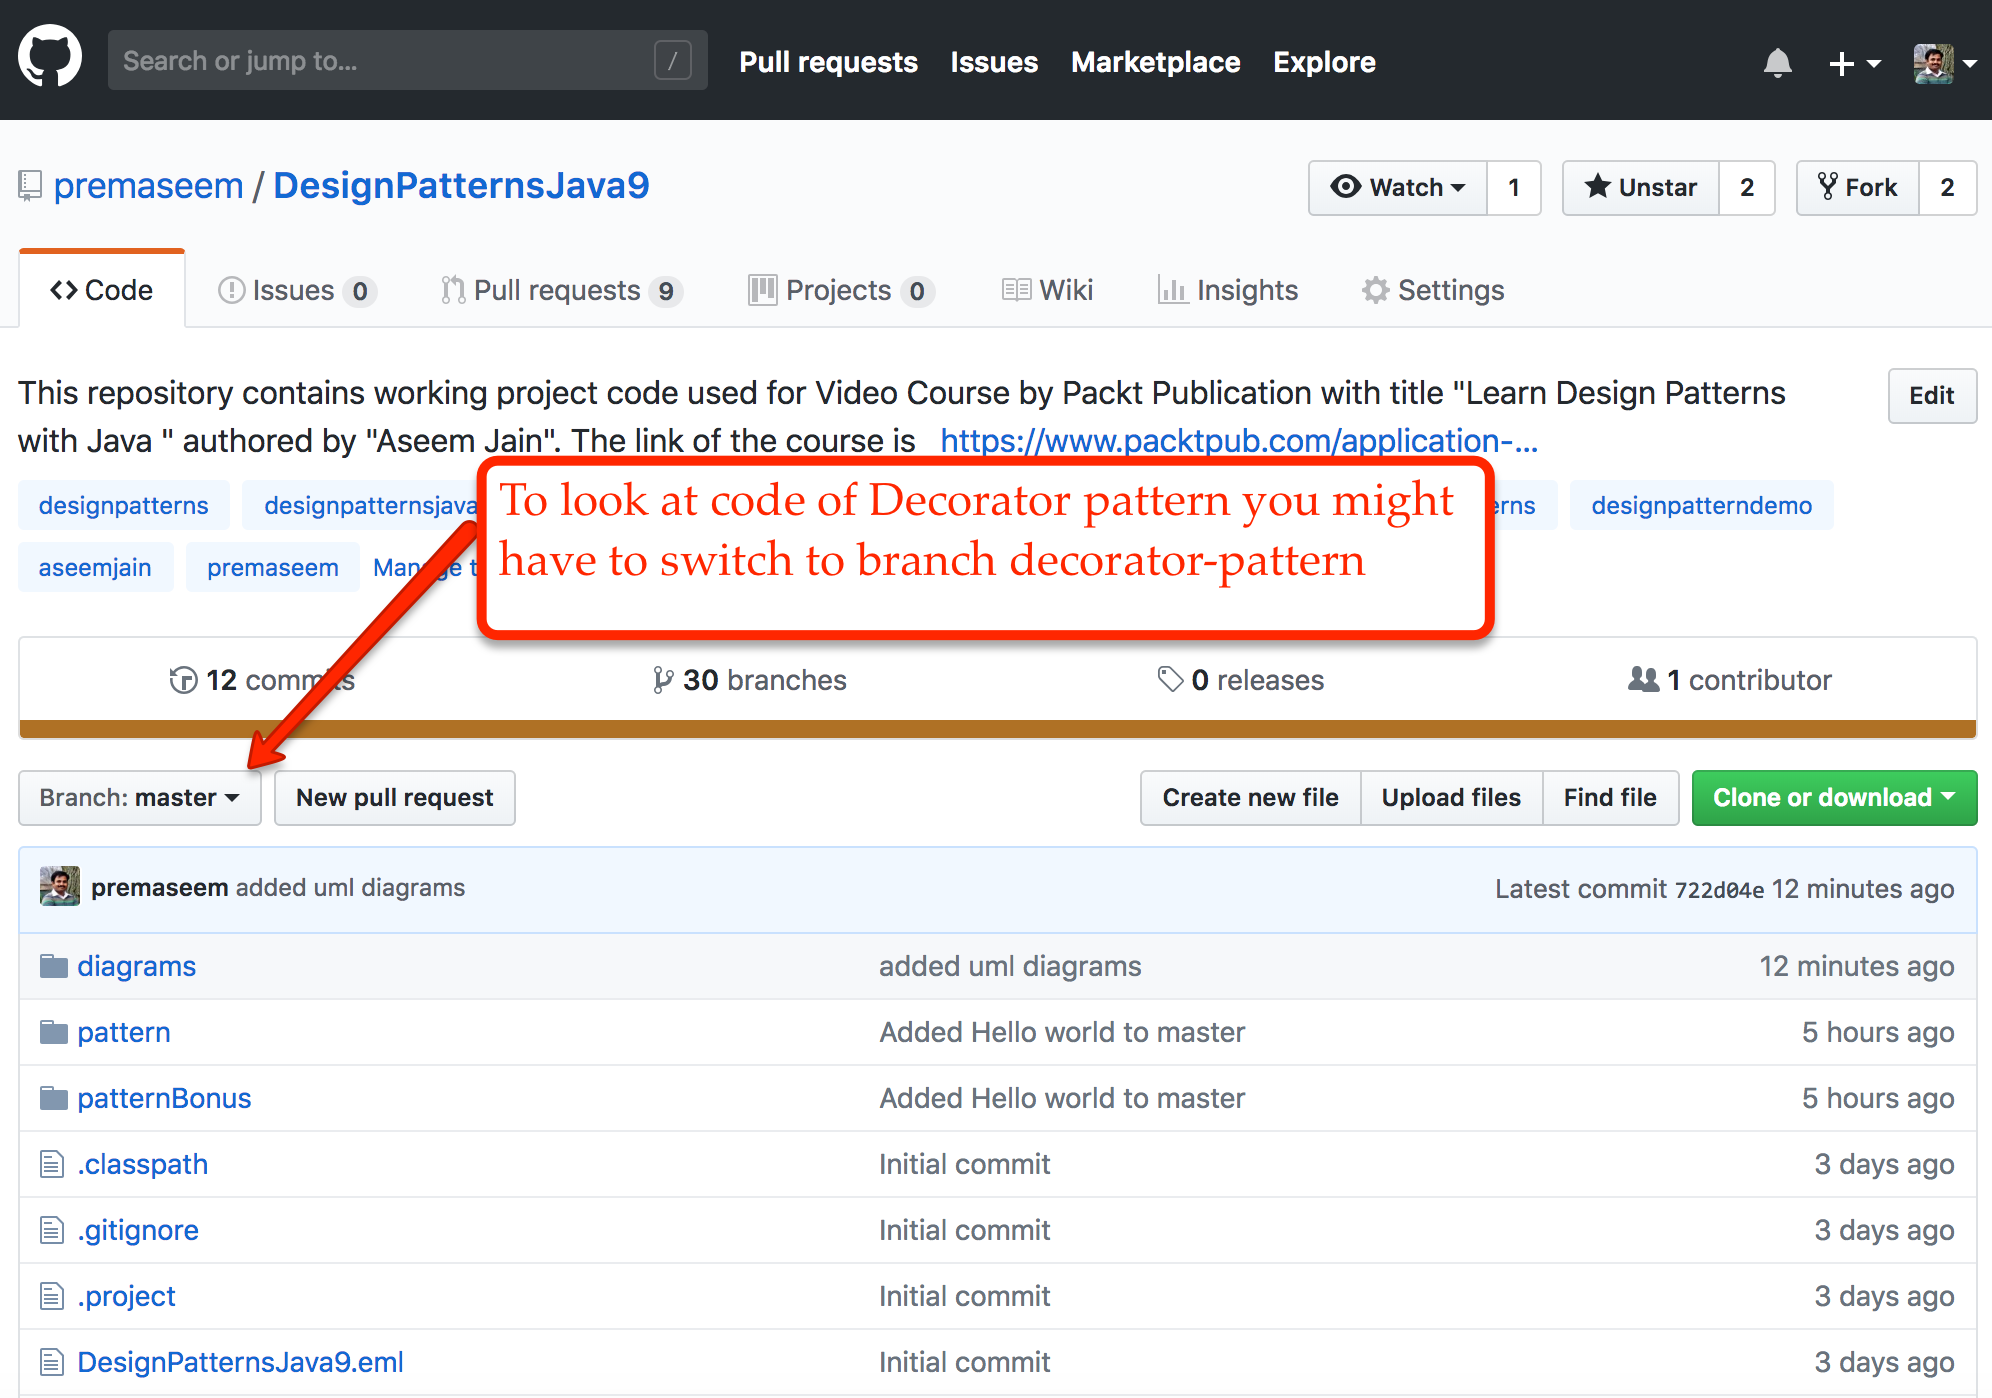 Search or jump to... /
Pull requests Issues Marketplace Explore
premaseem / DesignPatternsJava9
Watch 1 Unstar 2 Fork 2
Code Issues 0 Pull requests 9 Projects 0 Wiki Insights Settings
This repository contains working project code used for Video Course by Packt Publication with title "Learn Design Patterns
with Java " authored by "Aseem Jain". The link of the course is https://www.packtpub.com/application-...
Edit
designpatterns designpatternsjava designpatterndemo
aseemjain premaseem
To look at code of Decorator pattern you might
have to switch to branch decorator-pattern
12 commits 30 branches 0 releases 1 contributor
Branch: master New pull request Create new file Upload files Find file Clone or download
premaseem added uml diagrams Latest commit 722d04e 12 minutes ago
diagrams added uml diagrams 12 minutes ago
pattern Added Hello world to master 5 hours ago
patternBonus Added Hello world to master 5 hours ago
.classpath Initial commit 3 days ago
.gitignore Initial commit 3 days ago
.project Initial commit 3 days ago
DesignPatternsJava9.eml Initial commit 3 days ago